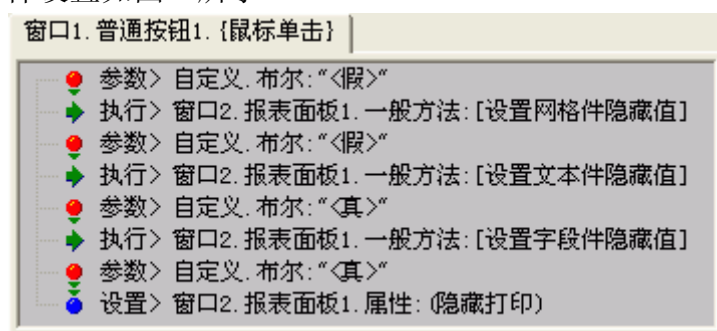 窗口1.普通按钮1.{鼠标单击}
参数> 自定义.布尔:“<假>“
执行> 窗口2.报表面板1.一般方法:[设置网格件隐藏值]
参数> 自定义.布尔:“<假>“
执行> 窗口2.报表面板1.一般方法:[设置文本件隐藏值]
参数> 自定义.布尔:“<真>“
执行> 窗口2.报表面板1.一般方法:[设置字段件隐藏值]
参数> 自定义.布尔:“<真>“
设置> 窗口2.报表面板1.属性:(隐藏打印)